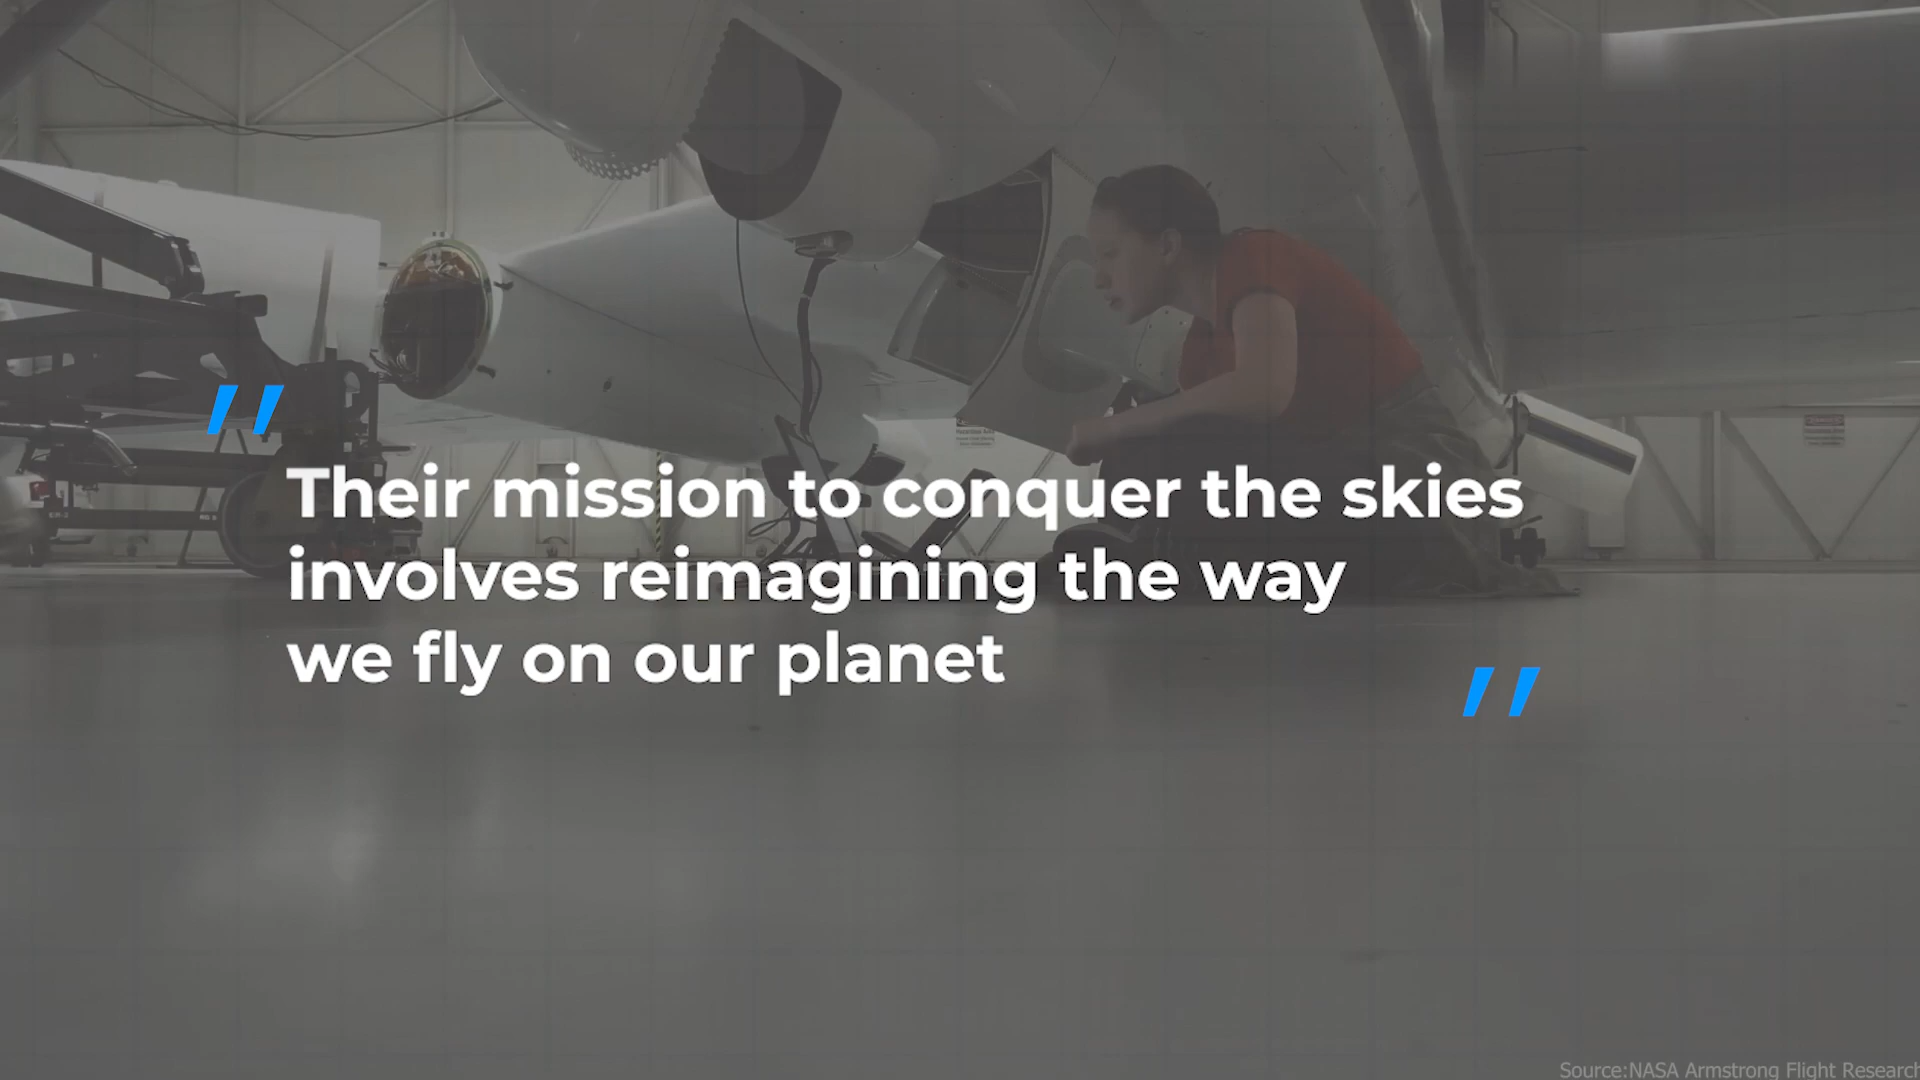 "
Their mission to conquer the skies
involves reimagining the way
we fly on our planet
"
Source:NASA Armstrong Flight Research